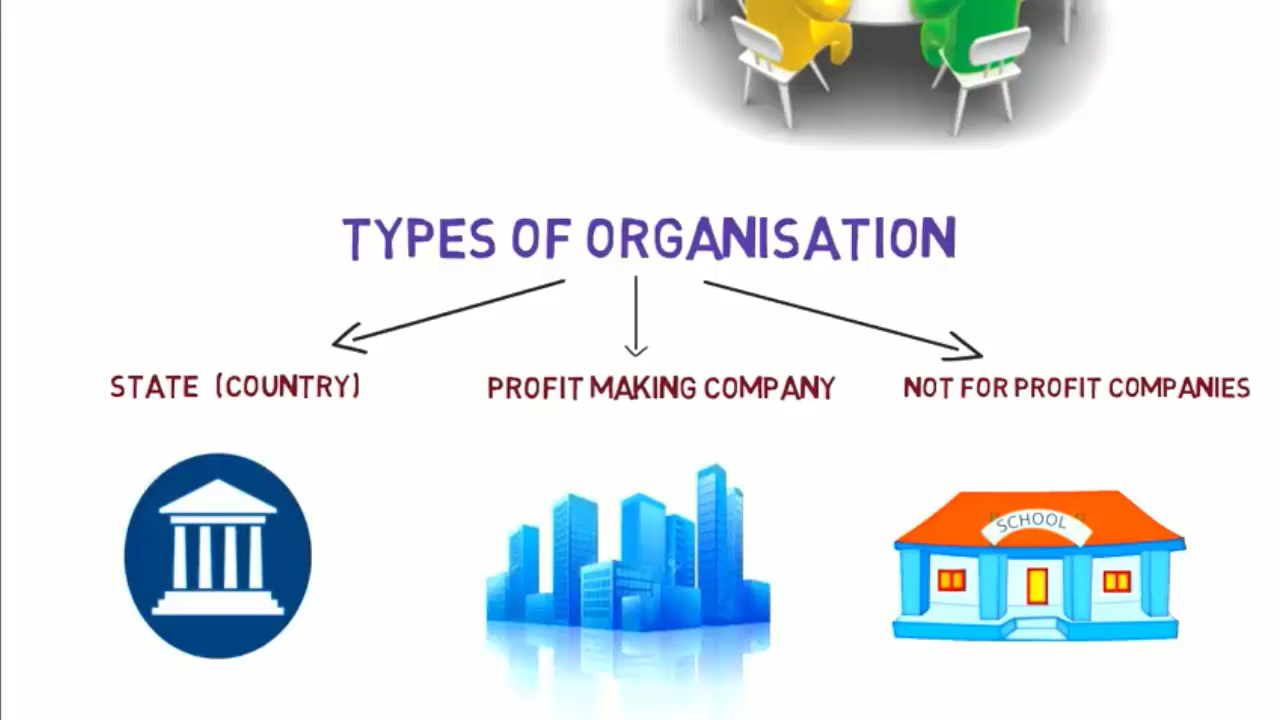 TYPES OF ORGANISATION
STATE (COUNTRY)
PROFIT MAKING COMPANY
NOT FOR PROFIT COMPANIES
SCHOOL